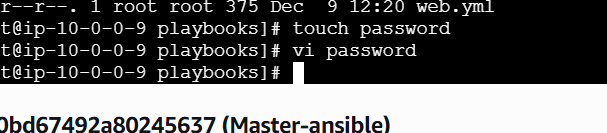 r--r--. 1 root root 375 Dec  9 12:20 web.yml
t@ip-10-0-0-9 playbooks]# touch password
t@ip-10-0-0-9 playbooks]# vi password
t@ip-10-0-0-9 playbooks]#
0bd67492a80245637 (Master-ansible)